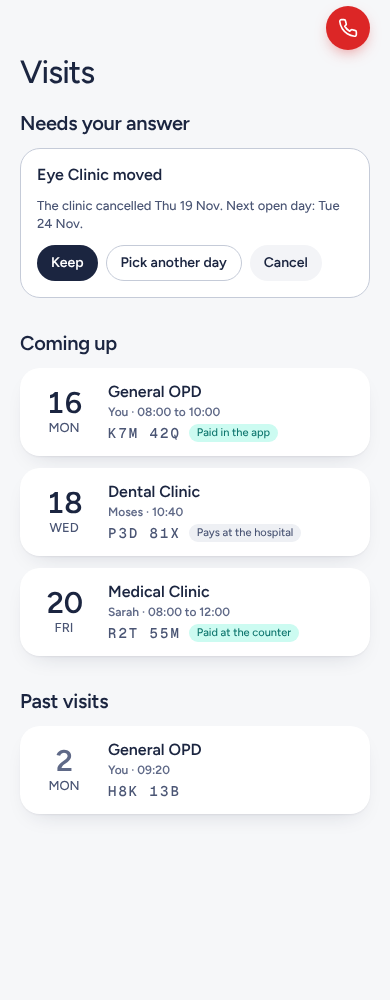 Visits
Needs your answer
Eye Clinic moved
The clinic cancelled Thu 19 Nov. Next open day: Tue
24 Nov.
Keep
Pick another day
Cancel
Coming up
16
MON
General OPD
You · 08:00 to 10:00
K7M 42Q
Paid in the app
18
WED
Dental Clinic
Moses · 10:40
P3D 81X
Pays at the hospital
20
FRI
Medical Clinic
Sarah · 08:00 to 12:00
R2T 55M
Paid at the counter
Past visits
2
MON
General OPD
You · 09:20
H8K 13B